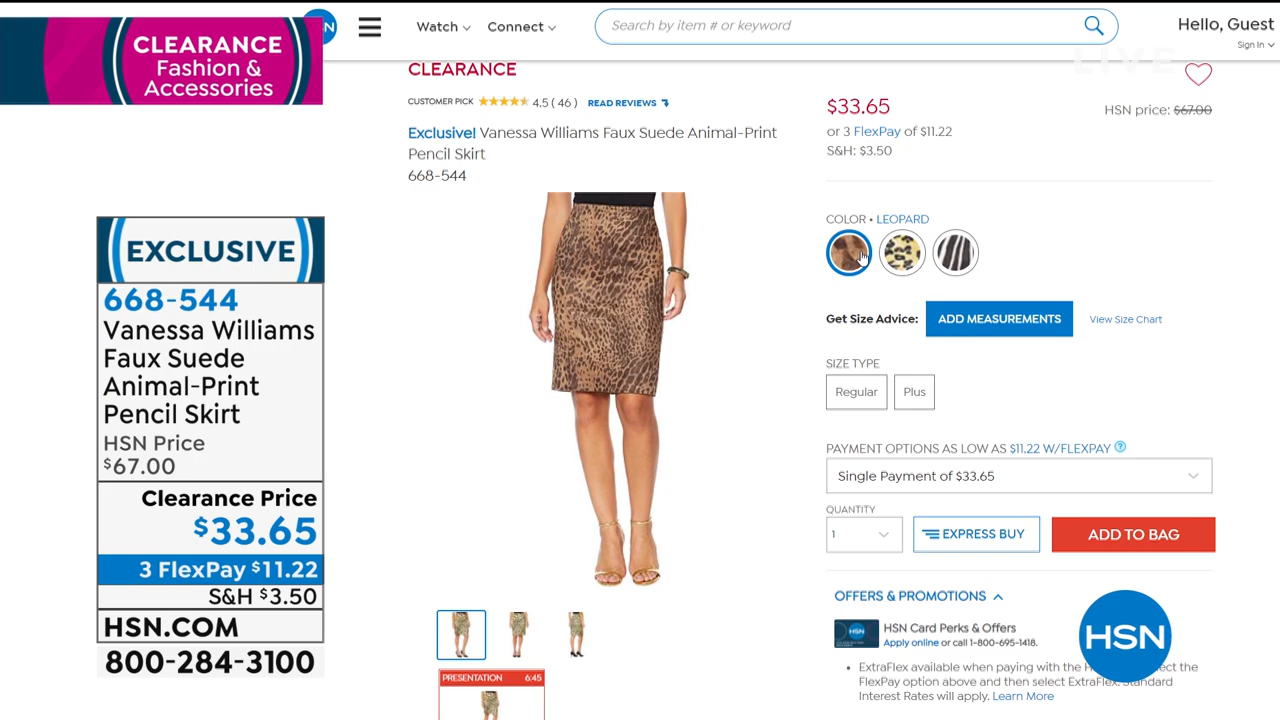 CLEARANCE
Fashion &
Accessories
Watch
Connect
Search by item # or keyword
Hello, Guest
Sign In
LIVE
CLEARANCE
CUSTOMER PICK 4.5 ( 46 ) READ REVIEWS
Exclusive! Vanessa Williams Faux Suede Animal-Print
Pencil Skirt
668-544
$33.65
HSN price: $67.00
or 3 FlexPay of $11.22
S&H: $3.50
COLOR • LEOPARD
Get Size Advice: ADD MEASUREMENTS View Size Chart
SIZE TYPE
Regular Plus
PAYMENT OPTIONS AS LOW AS $11.22 W/FLEXPAY ?
Single Payment of $33.65
QUANTITY
1 EXPRESS BUY ADD TO BAG
OFFERS & PROMOTIONS
HSN
HSN Card Perks & Offers
Apply online or call 1-800-695-1418.
• ExtraFlex available when paying with the ct the
FlexPay option above and then select ExtraFlex. Standard
Interest Rates will apply. Learn More
HSN
EXCLUSIVE
668-544
Vanessa Williams
Faux Suede
Animal-Print
Pencil Skirt
HSN Price
$67.00
Clearance Price
$33.65
3 FlexPay $11.22
S&H $3.50
HSN.COM
800-284-3100
PRESENTATION 6:45